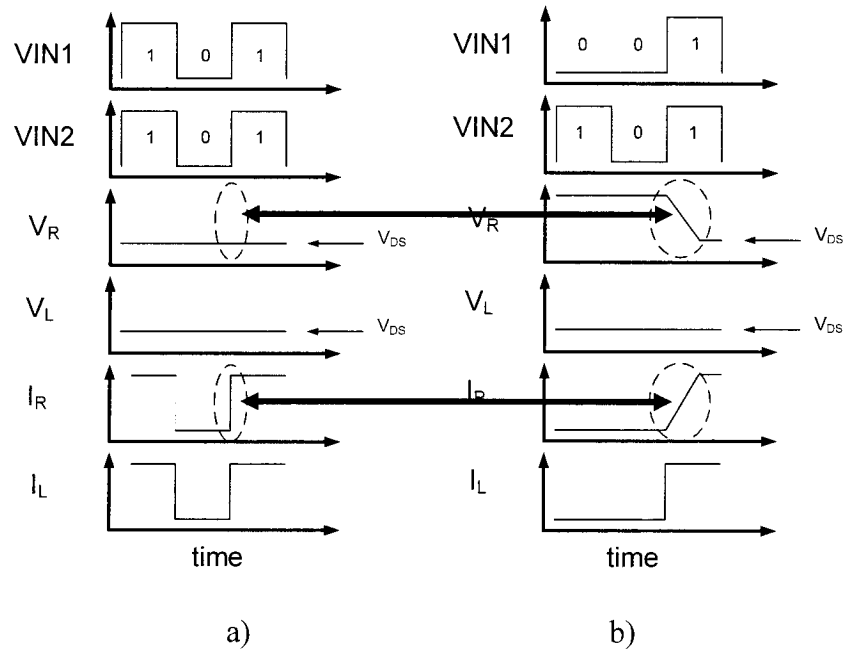 VIN1
1 0 1
VIN2
1 0 1
V_R
V_DS
V_L
V_DS
I_R
I_L
time
a)
VIN1
0 0 1
VIN2
1 0 1
V_R
V_DS
V_L
V_DS
I_R
I_L
time
b)